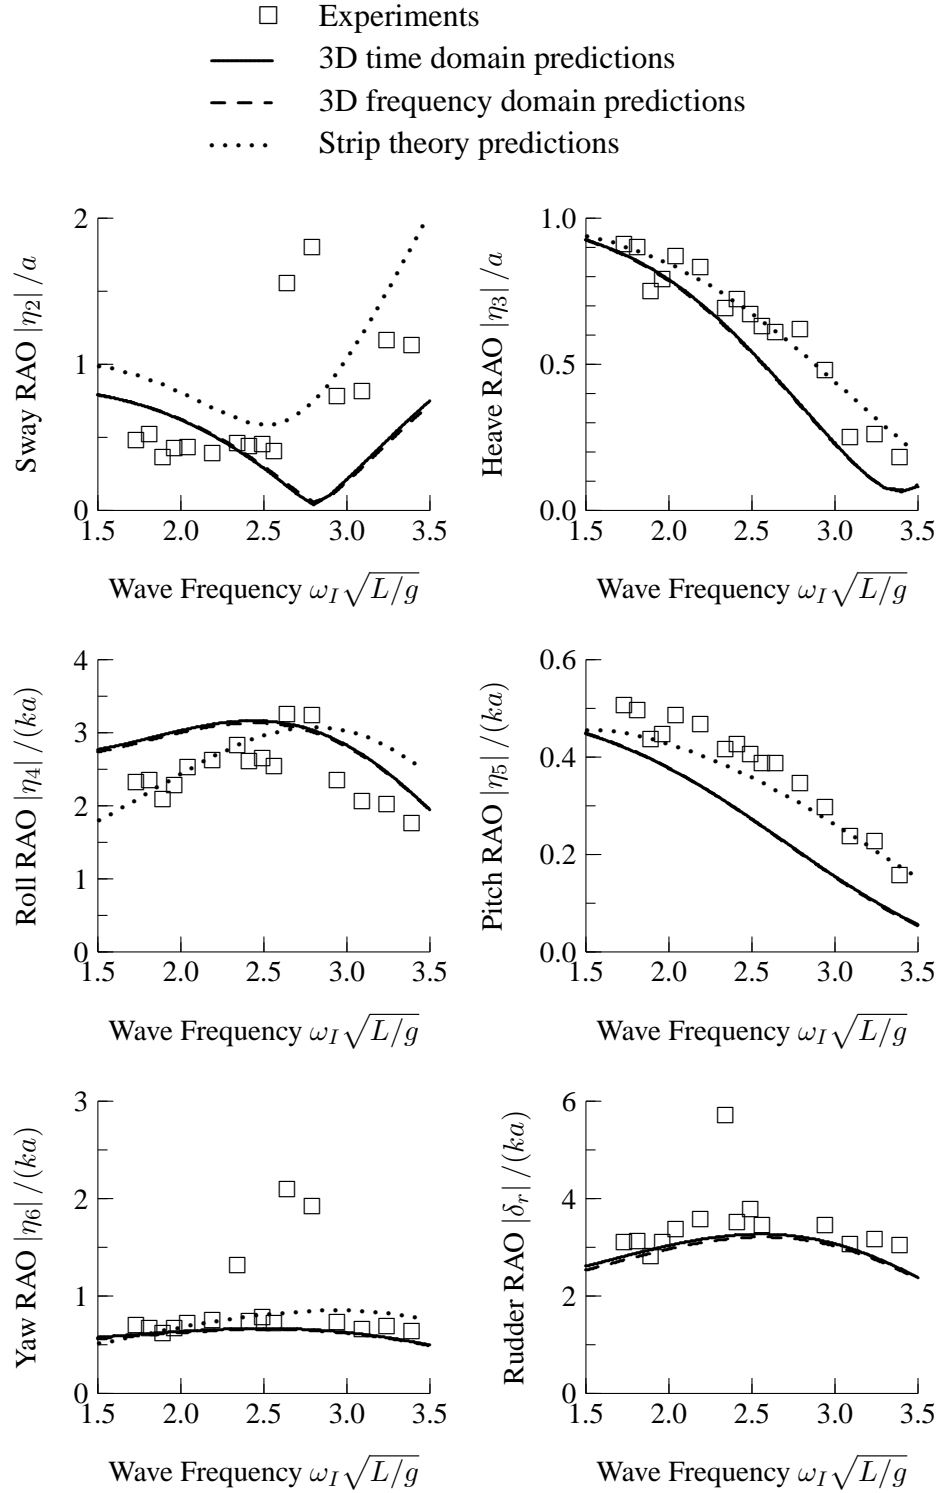 Experiments
3D time domain predictions
3D frequency domain predictions
Strip theory predictions
Sway RAO |η₂|/a
2
1
0
1.5 2.0 2.5 3.0 3.5
Wave Frequency ω_I√(L/g)
Heave RAO |η₃|/a
1.0
0.5
0.0
1.5 2.0 2.5 3.0 3.5
Wave Frequency ω_I√(L/g)
Roll RAO |η₄|/(ka)
4
3
2
1
0
1.5 2.0 2.5 3.0 3.5
Wave Frequency ω_I√(L/g)
Pitch RAO |η₅|/(ka)
0.6
0.4
0.2
0.0
1.5 2.0 2.5 3.0 3.5
Wave Frequency ω_I√(L/g)
Yaw RAO |η₆|/(ka)
3
2
1
0
1.5 2.0 2.5 3.0 3.5
Wave Frequency ω_I√(L/g)
Rudder RAO |δᵣ|/(ka)
6
4
2
0
1.5 2.0 2.5 3.0 3.5
Wave Frequency ω_I√(L/g)